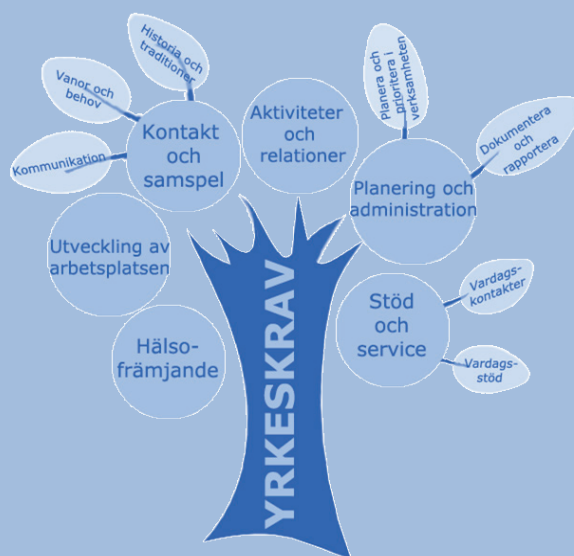 Historia och
traditioner
Vanor och
behov
Kommunikation
Kontakt
och
samspel
Aktiviteter
och
relationer
Planera och
prioritera i
verksamheten
Dokumentera
och
rapportera
Planering och
administration
Utveckling av
arbetsplatsen
Hälso-
främjande
Stöd
och
service
Vardags-
kontakter
Vardags-
stöd
YRKESKRAV